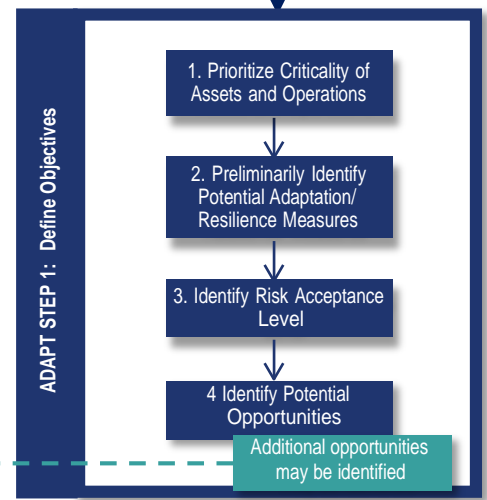 ADAPT STEP 1: Define Objectives
1. Prioritize Criticality of
Assets and Operations
2. Preliminarily Identify
Potential Adaptation/
Resilience Measures
3. Identify Risk Acceptance
Level
4 Identify Potential
Opportunities
Additional opportunities
may be identified